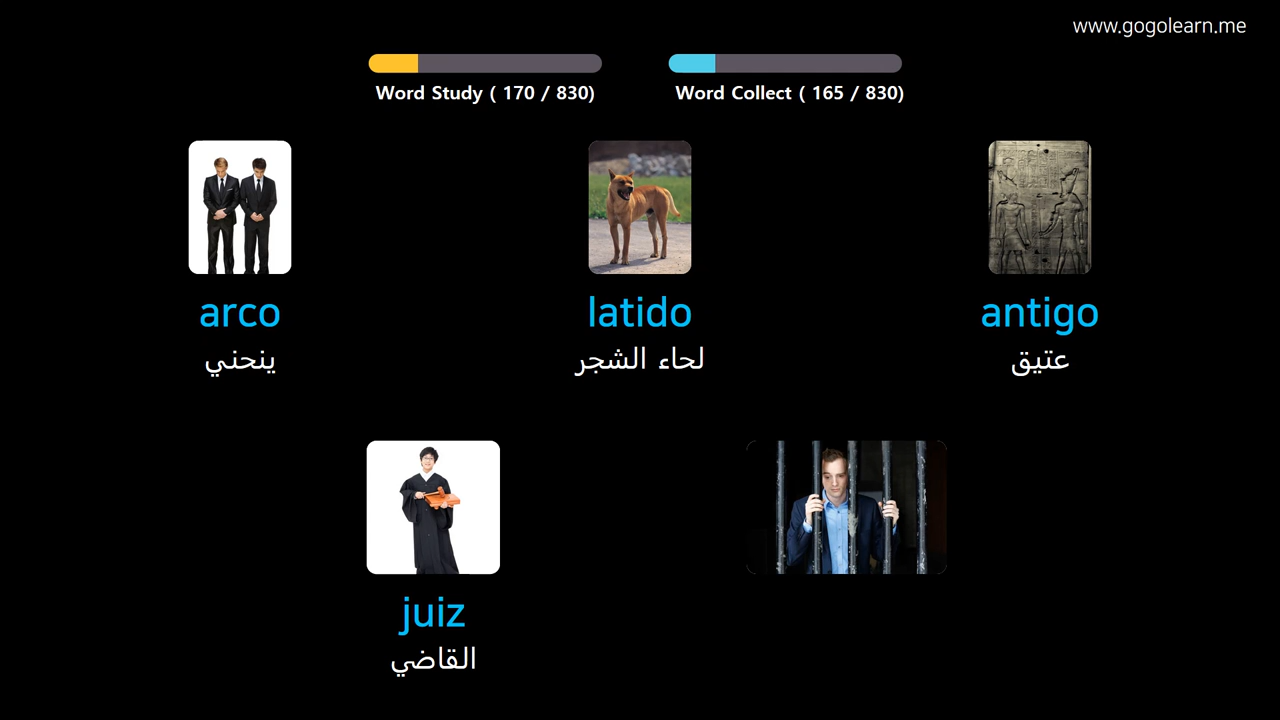 www.gogolearn.me
Word Study ( 170 / 830)
Word Collect ( 165 / 830)
arco
ينحني
latido
لحاء الشجر
antigo
عتيق
juiz
القاضي